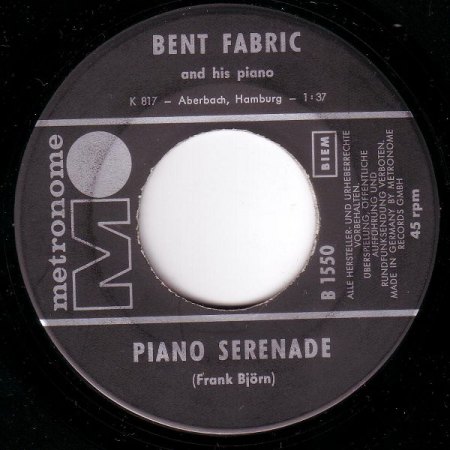 BENT FABRIC
and his piano
K 817 – Aberbach, Hamburg – 1:37
metronome
BIEM
B 1550
ALLE HERSTELLER-UND URHEBERRECHTE
VORBEHALTEN.
ÜBERSPIELUNG, ÖFFENTLICHE
AUFFÜHRUNG UND
RUNDFUNKSENDUNG VERBOTEN.
MADE IN GERMANY BY METRONOME
RECORDS GMBH
45 rpm
PIANO SERENADE
(Frank Björn)